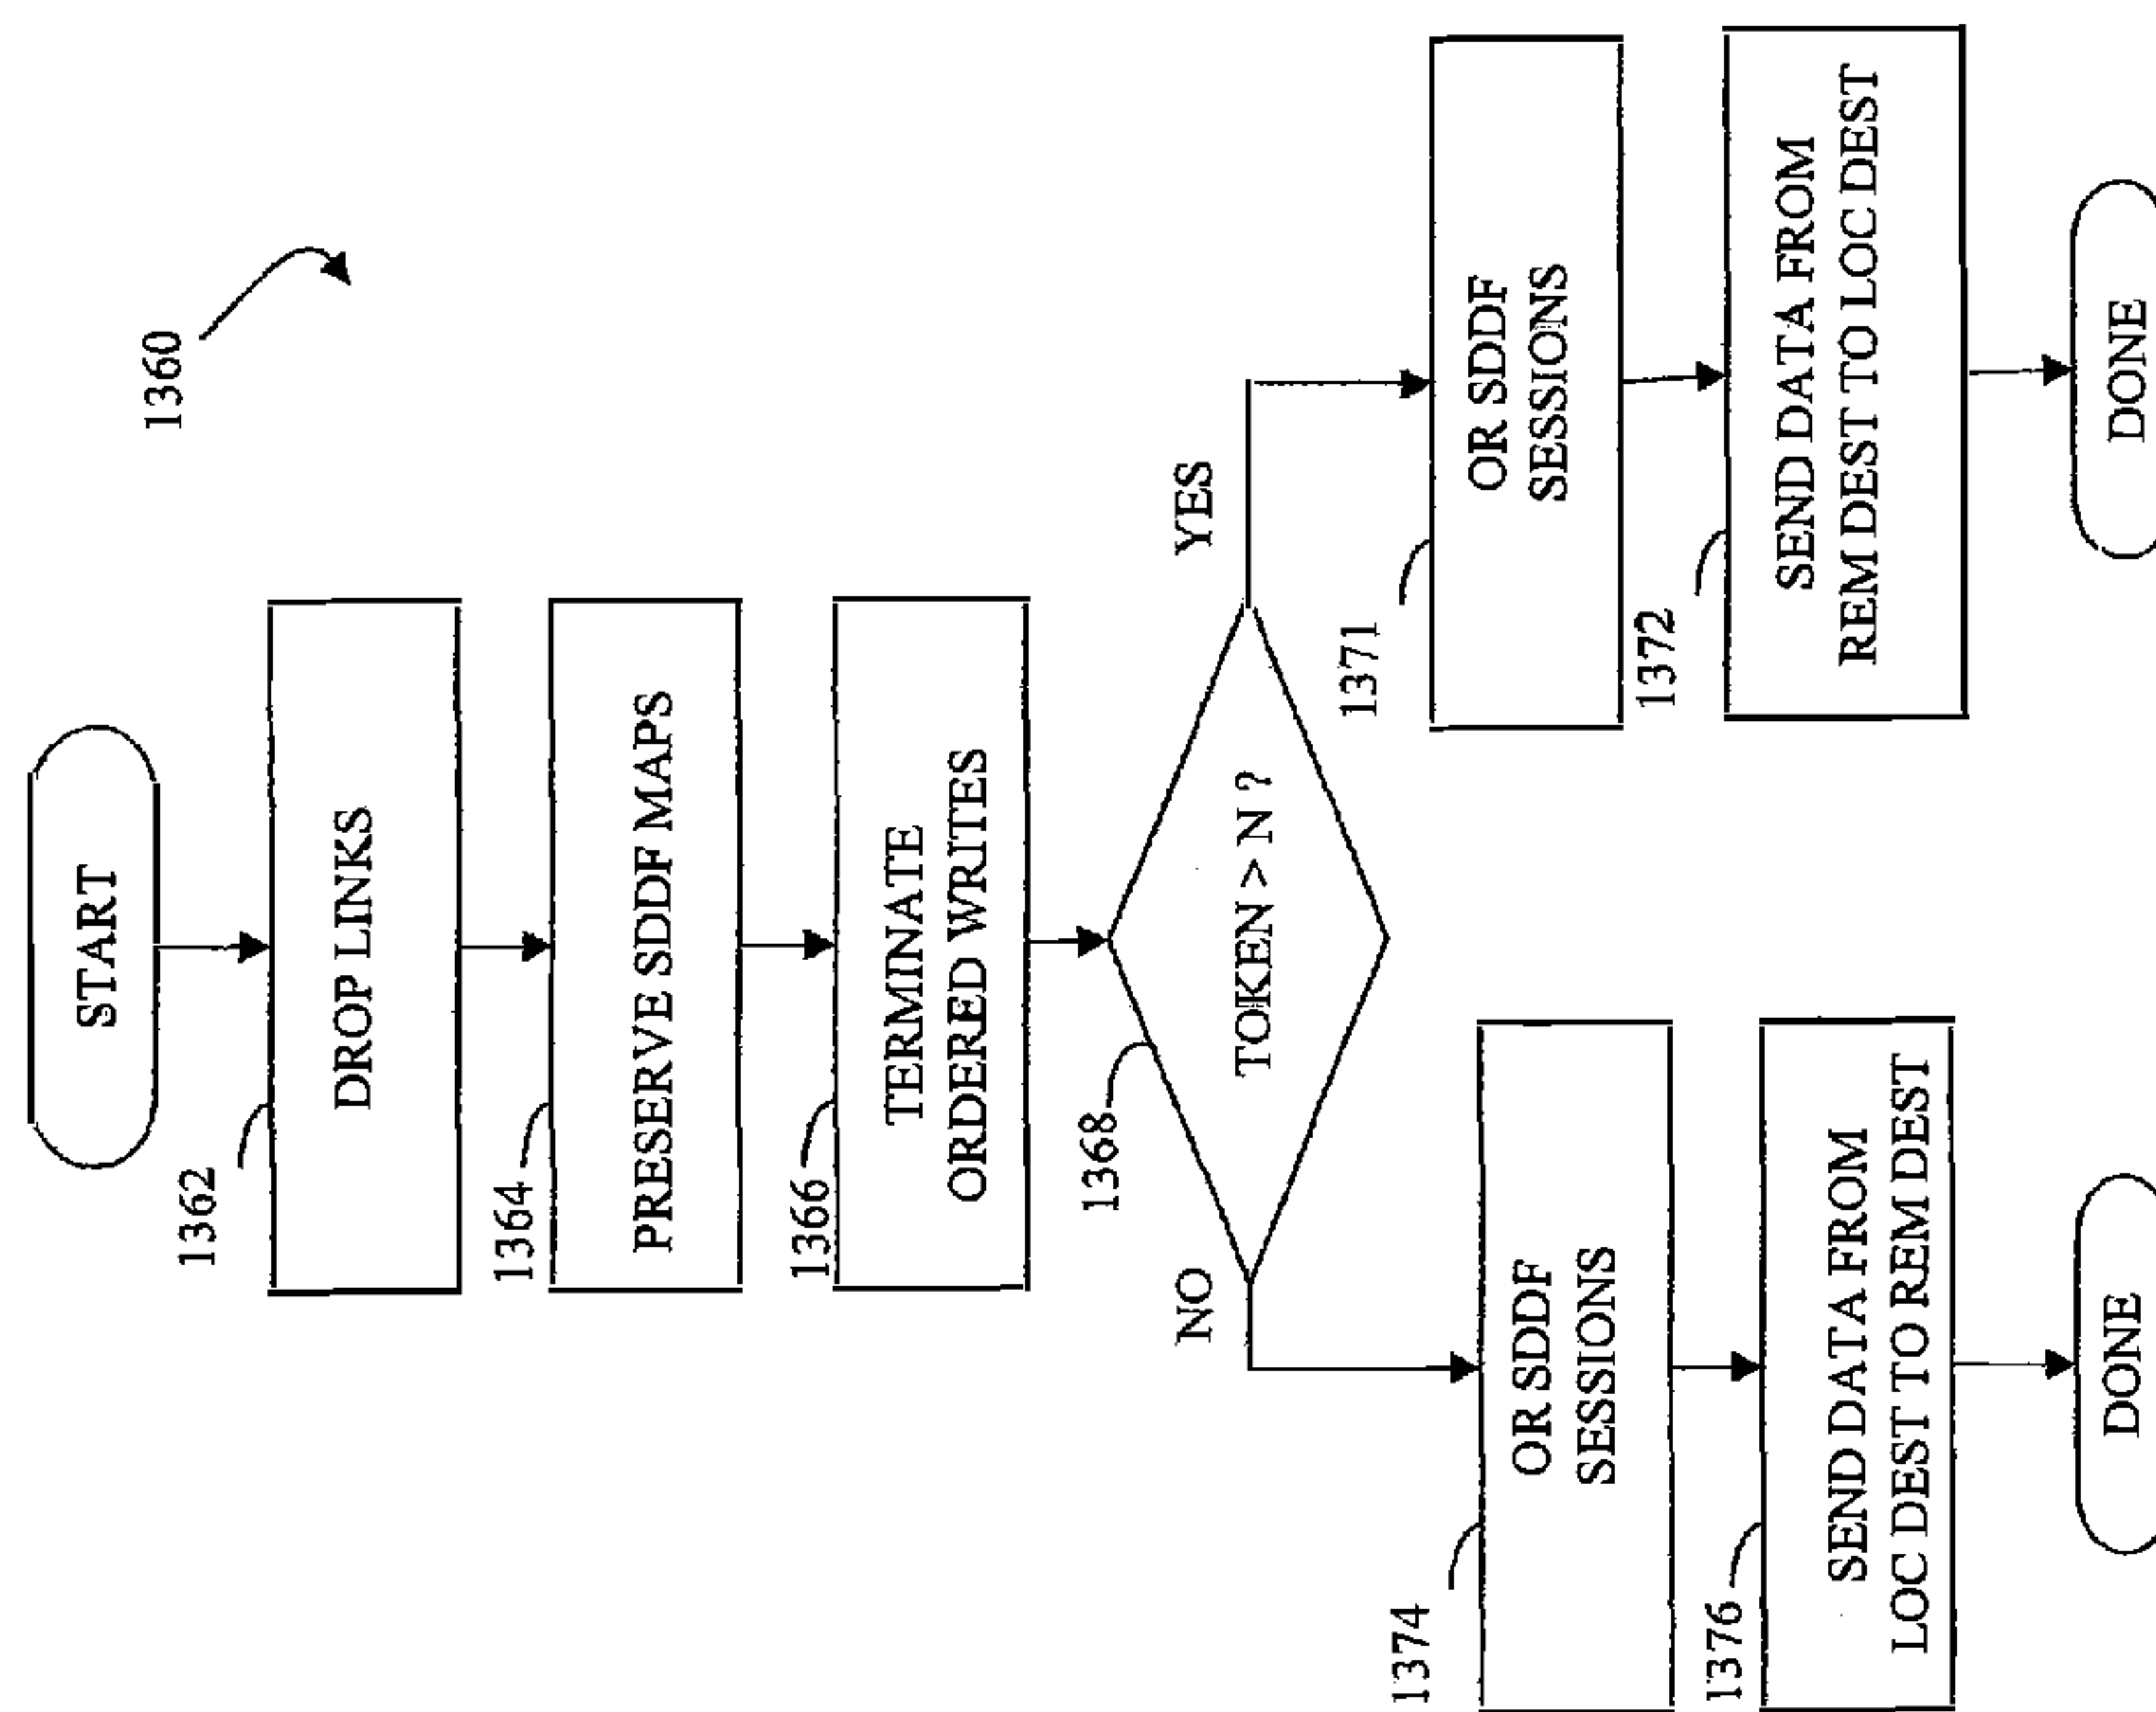 1360
START
1362
DROP LINKS
1364
PRESERVE SDDF MAPS
1366
TERMINATE
ORDERED WRITES
1368
TOKEN > N ?
NO
YES
1374
OR SDDF
SESSIONS
1376
SEND DATA FROM
LOC DEST TO REM DEST
DONE
1371
OR SDDF
SESSIONS
1372
SEND DATA FROM
REM DEST TO LOC DEST
DONE